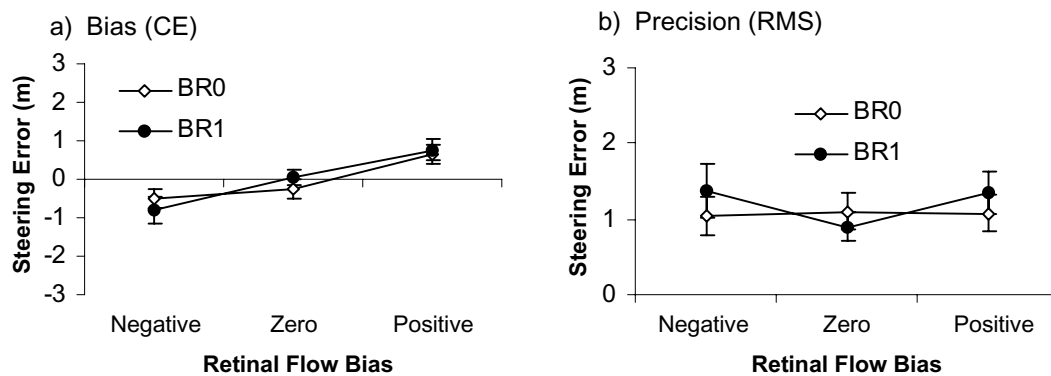 a) Bias (CE)
Steering Error (m)
3
2
1
0
-1
-2
-3
BR0
BR1
Negative Zero Positive
Retinal Flow Bias
b) Precision (RMS)
Steering Error (m)
3
2
1
0
BR0
BR1
Negative Zero Positive
Retinal Flow Bias